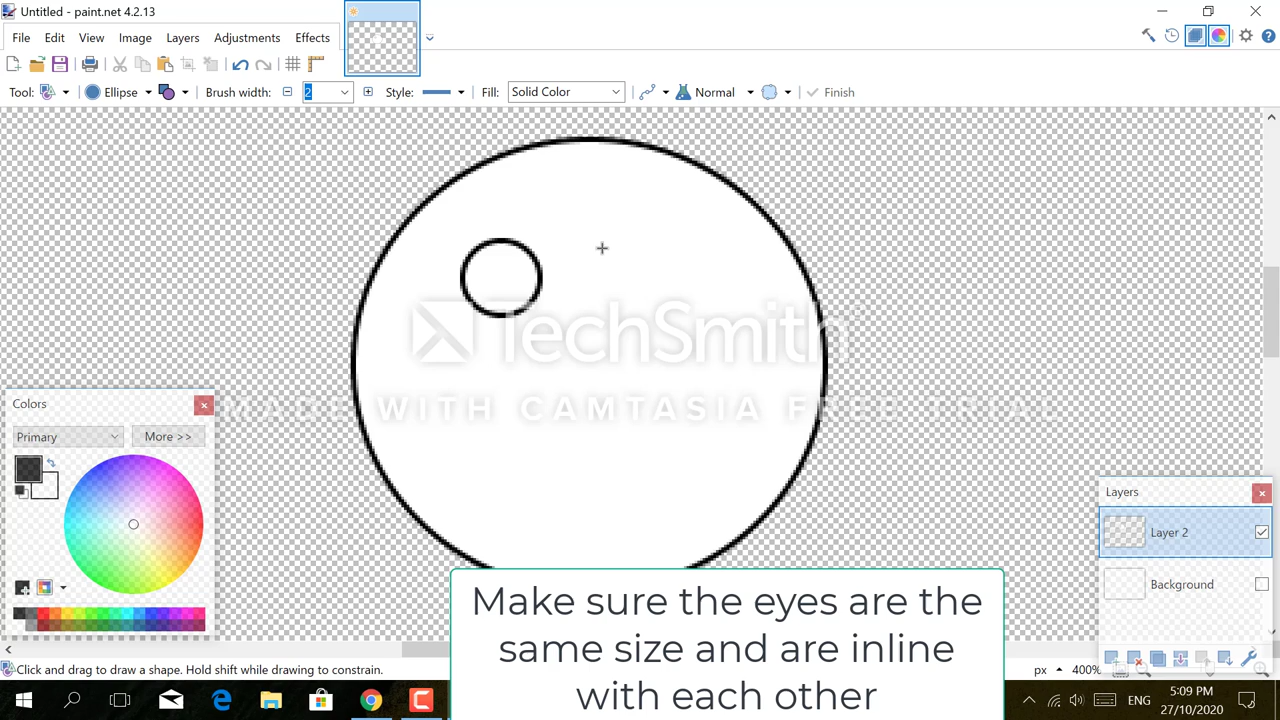 Untitled - paint.net 4.2.13
File Edit View Image Layers Adjustments Effects
Tool: Ellipse Brush width: 2 Style: Fill: Solid Color Normal Finish
TechSmith
MADE WITH CAMTASIA FREE TRIAL
Colors
Primary More >>
Layers
Layer 2
Background
Make sure the eyes are the
same size and are inline
with each other
Click and drag to draw a shape. Hold shift while drawing to constrain.
px 400%
ENG
5:09 PM
27/10/2020